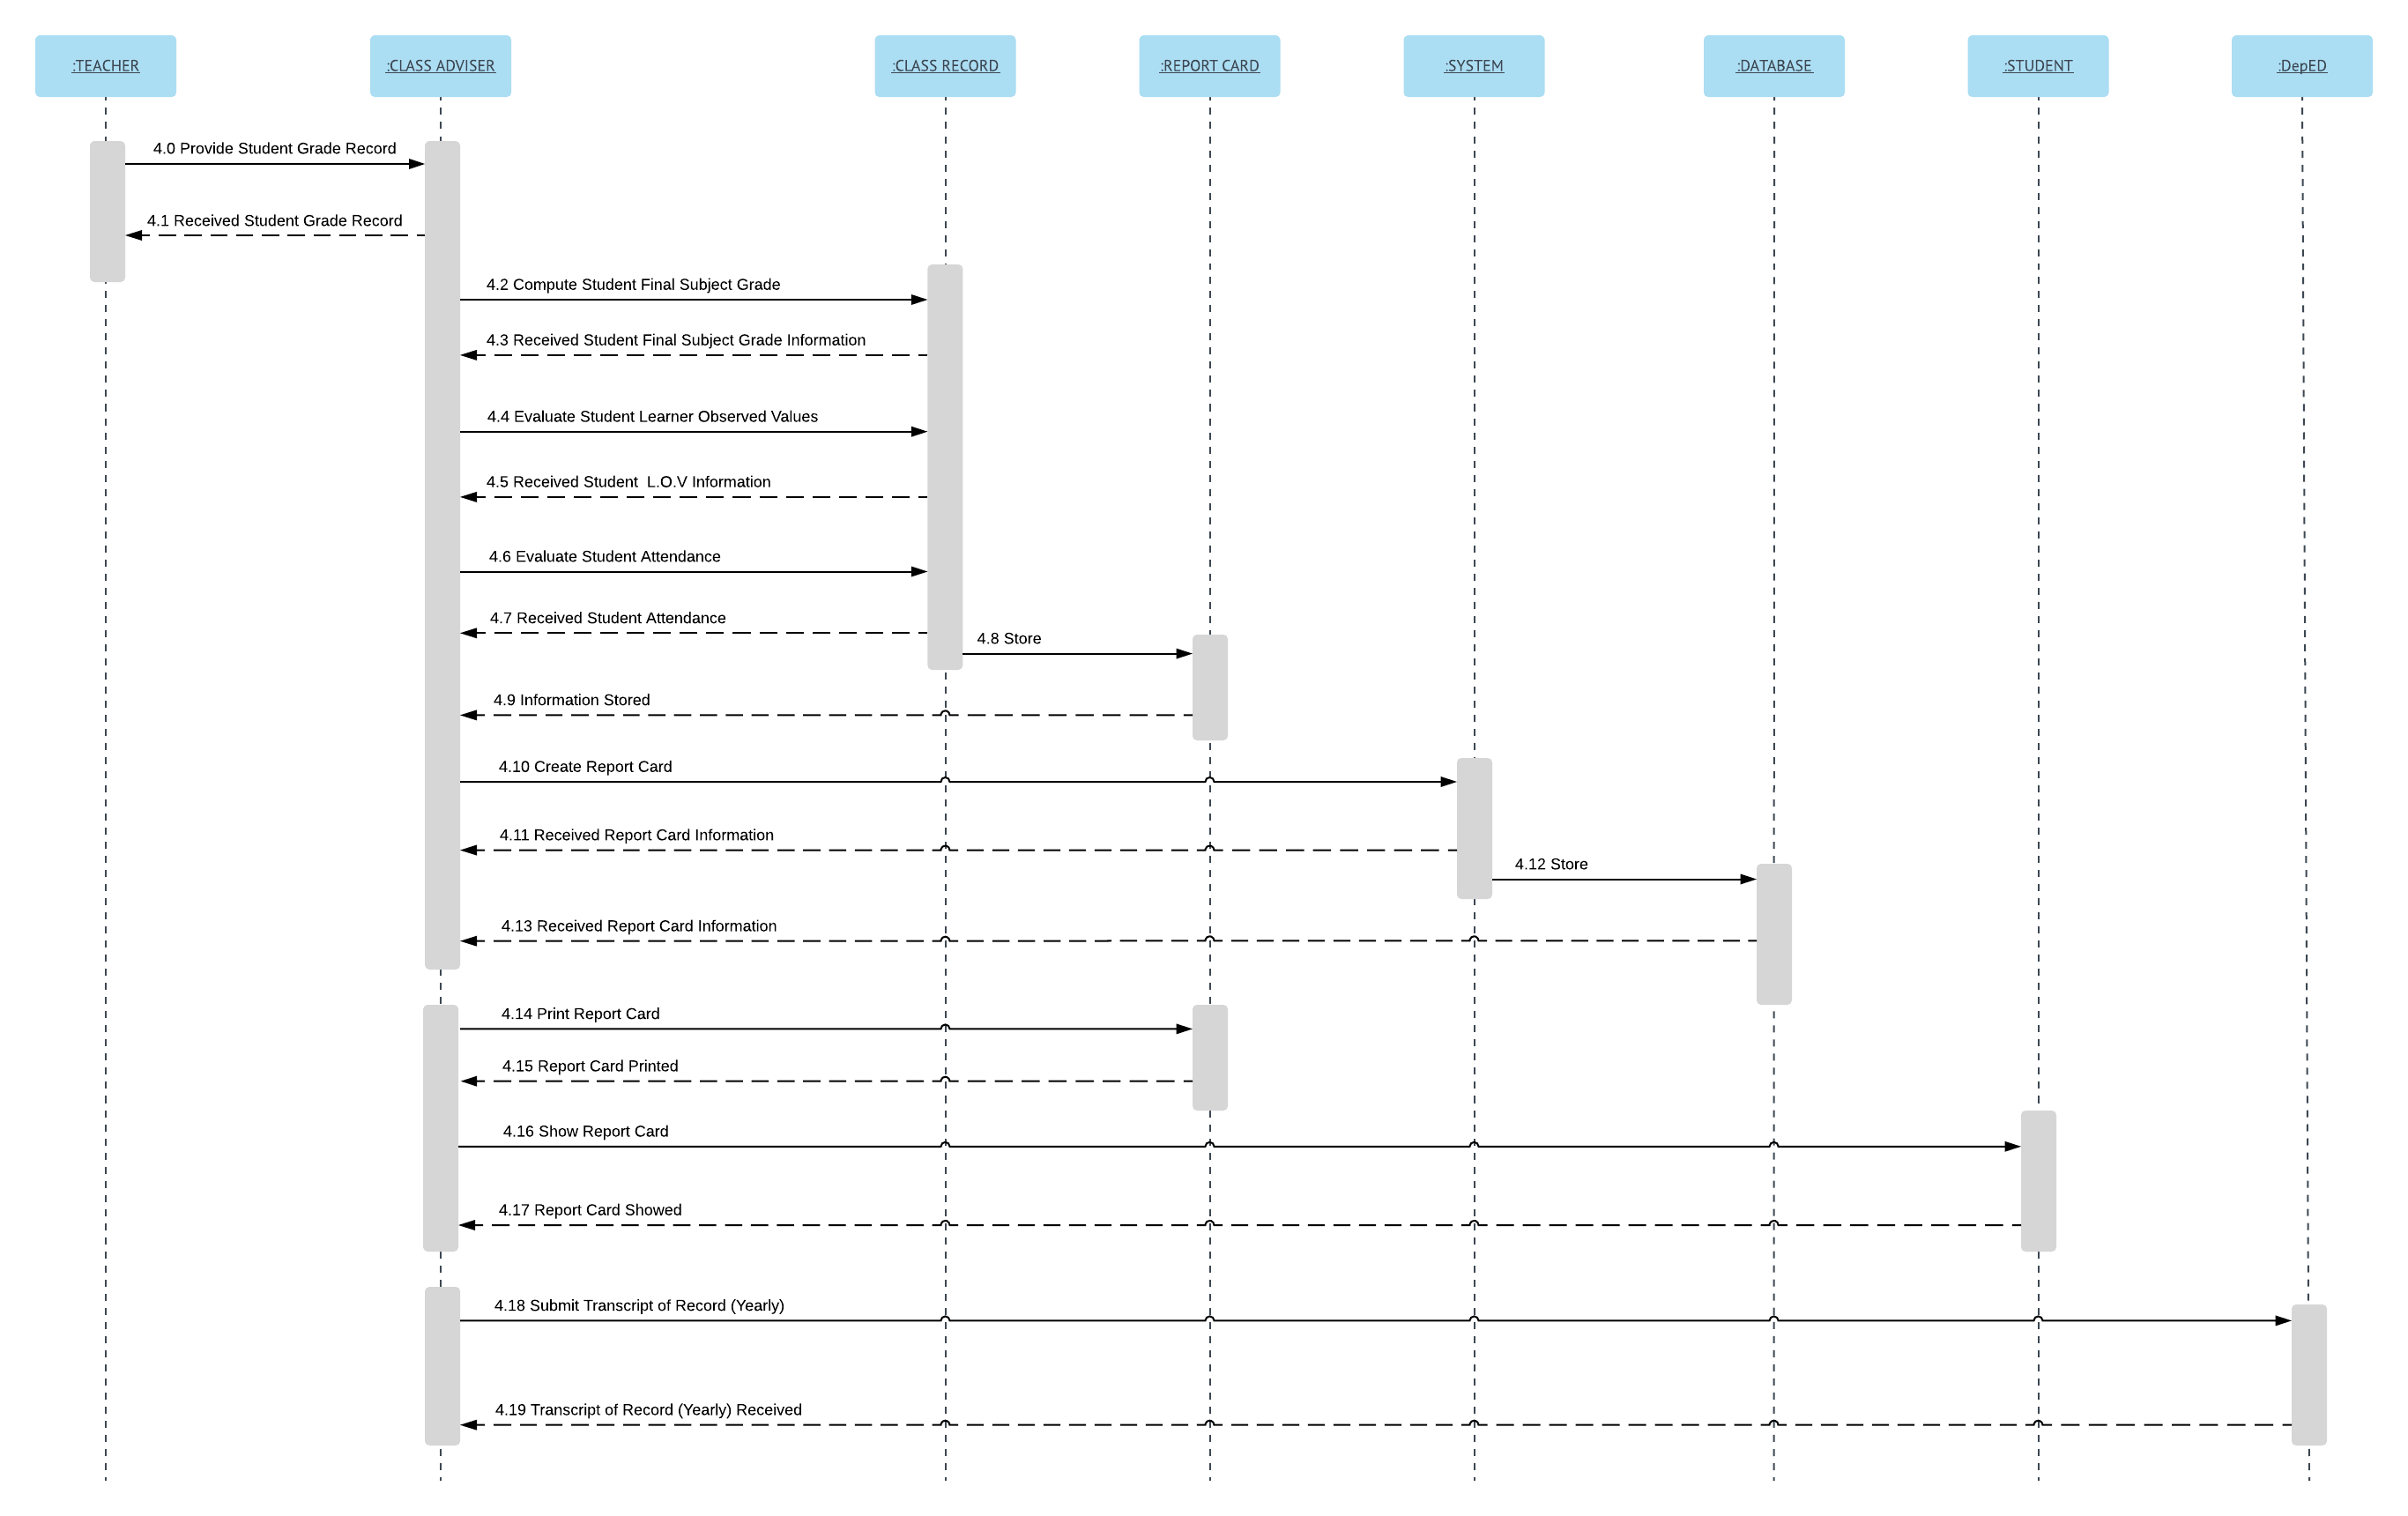 :TEACHER
:CLASS ADVISER
:CLASS RECORD
:REPORT CARD
:SYSTEM
:DATABASE
:STUDENT
:DepED
4.0 Provide Student Grade Record
4.1 Received Student Grade Record
4.2 Compute Student Final Subject Grade
4.3 Received Student Final Subject Grade Information
4.4 Evaluate Student Learner Observed Values
4.5 Received Student  L.O.V Information
4.6 Evaluate Student Attendance
4.7 Received Student Attendance
4.8 Store
4.9 Information Stored
4.10 Create Report Card
4.11 Received Report Card Information
4.12 Store
4.13 Received Report Card Information
4.14 Print Report Card
4.15 Report Card Printed
4.16 Show Report Card
4.17 Report Card Showed
4.18 Submit Transcript of Record (Yearly)
4.19 Transcript of Record (Yearly) Received